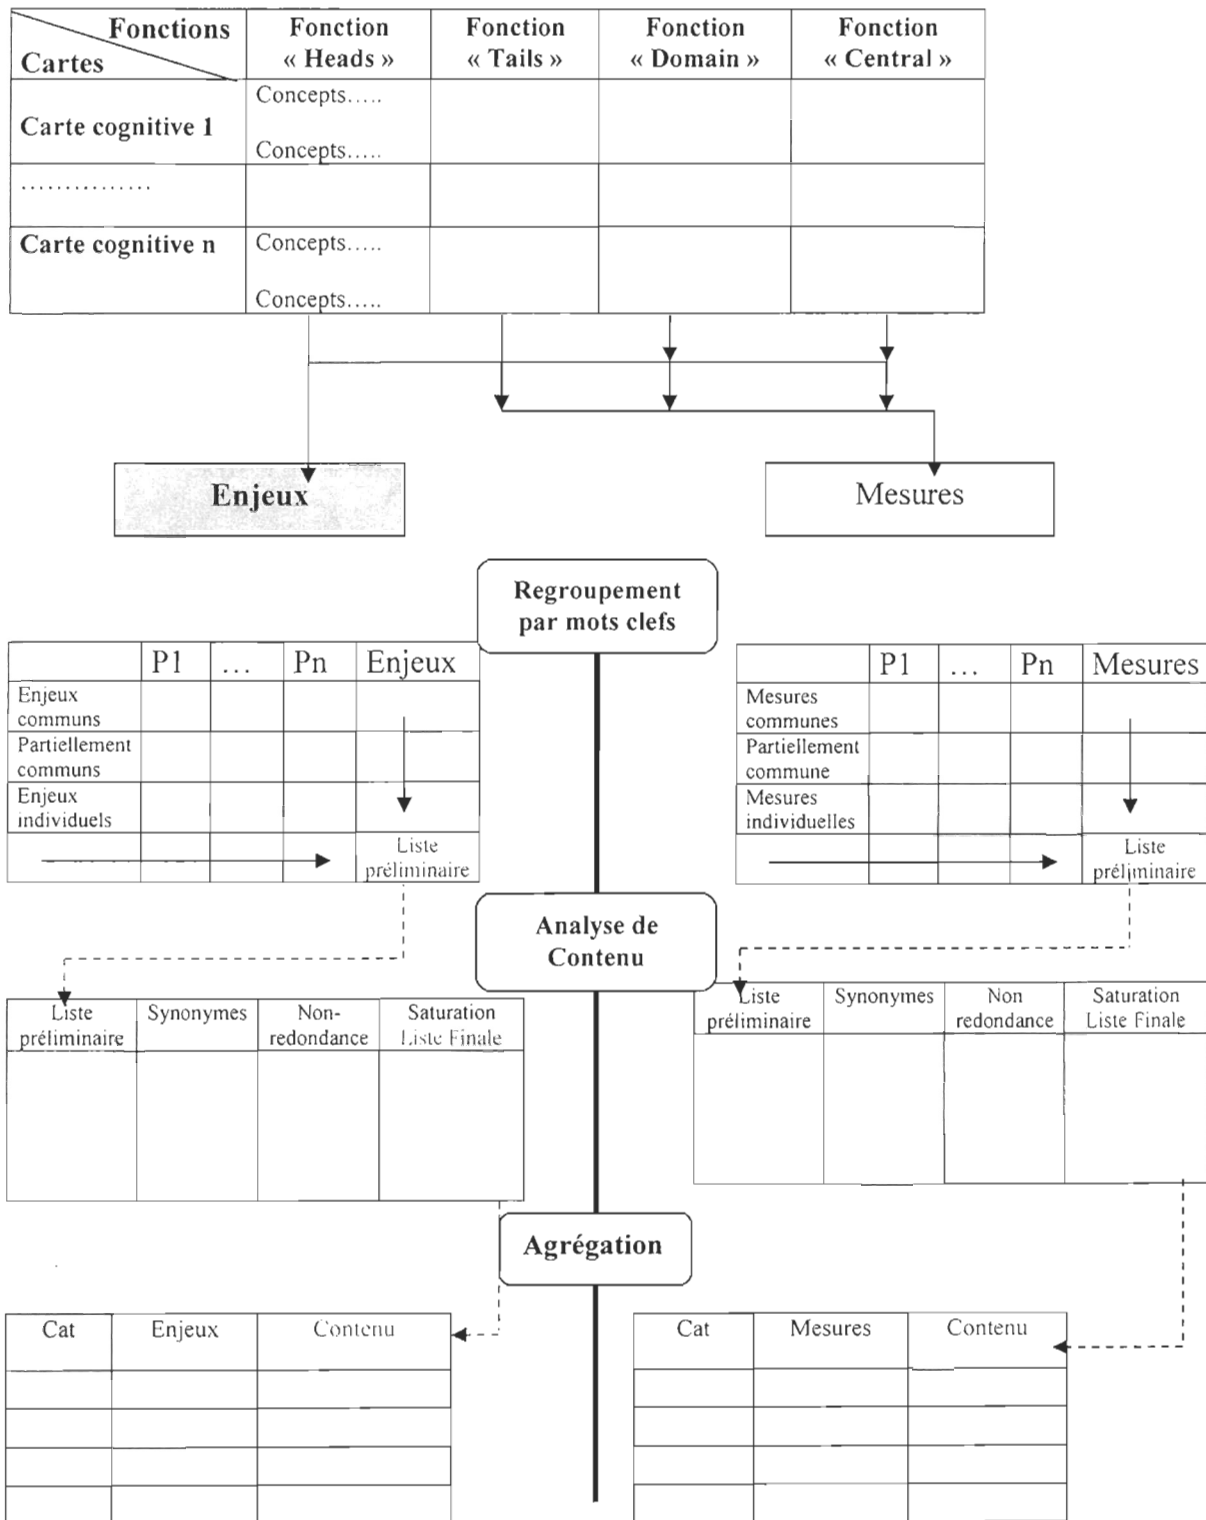 Fonctions
Cartes
Fonction
« Heads »
Fonction
« Tails »
Fonction
« Domain »
Fonction
« Central »
Carte cognitive 1
Concepts.....
Concepts.....
...............
Carte cognitive n
Concepts.....
Concepts.....
Enjeux
Mesures
Regroupement
par mots clefs
P1
...
Pn
Enjeux
Enjeux
communs
Partiellement
communs
Enjeux
individuels
Liste
préliminaire
P1
...
Pn
Mesures
Mesures
communes
Partiellement
commune
Mesures
individuelles
Liste
préliminaire
Analyse de
Contenu
Liste
préliminaire
Synonymes
Non-
redondance
Saturation
Liste Finale
Liste
préliminaire
Synonymes
Non
redondance
Saturation
Liste Finale
Agrégation
Cat
Enjeux
Contenu
Cat
Mesures
Contenu